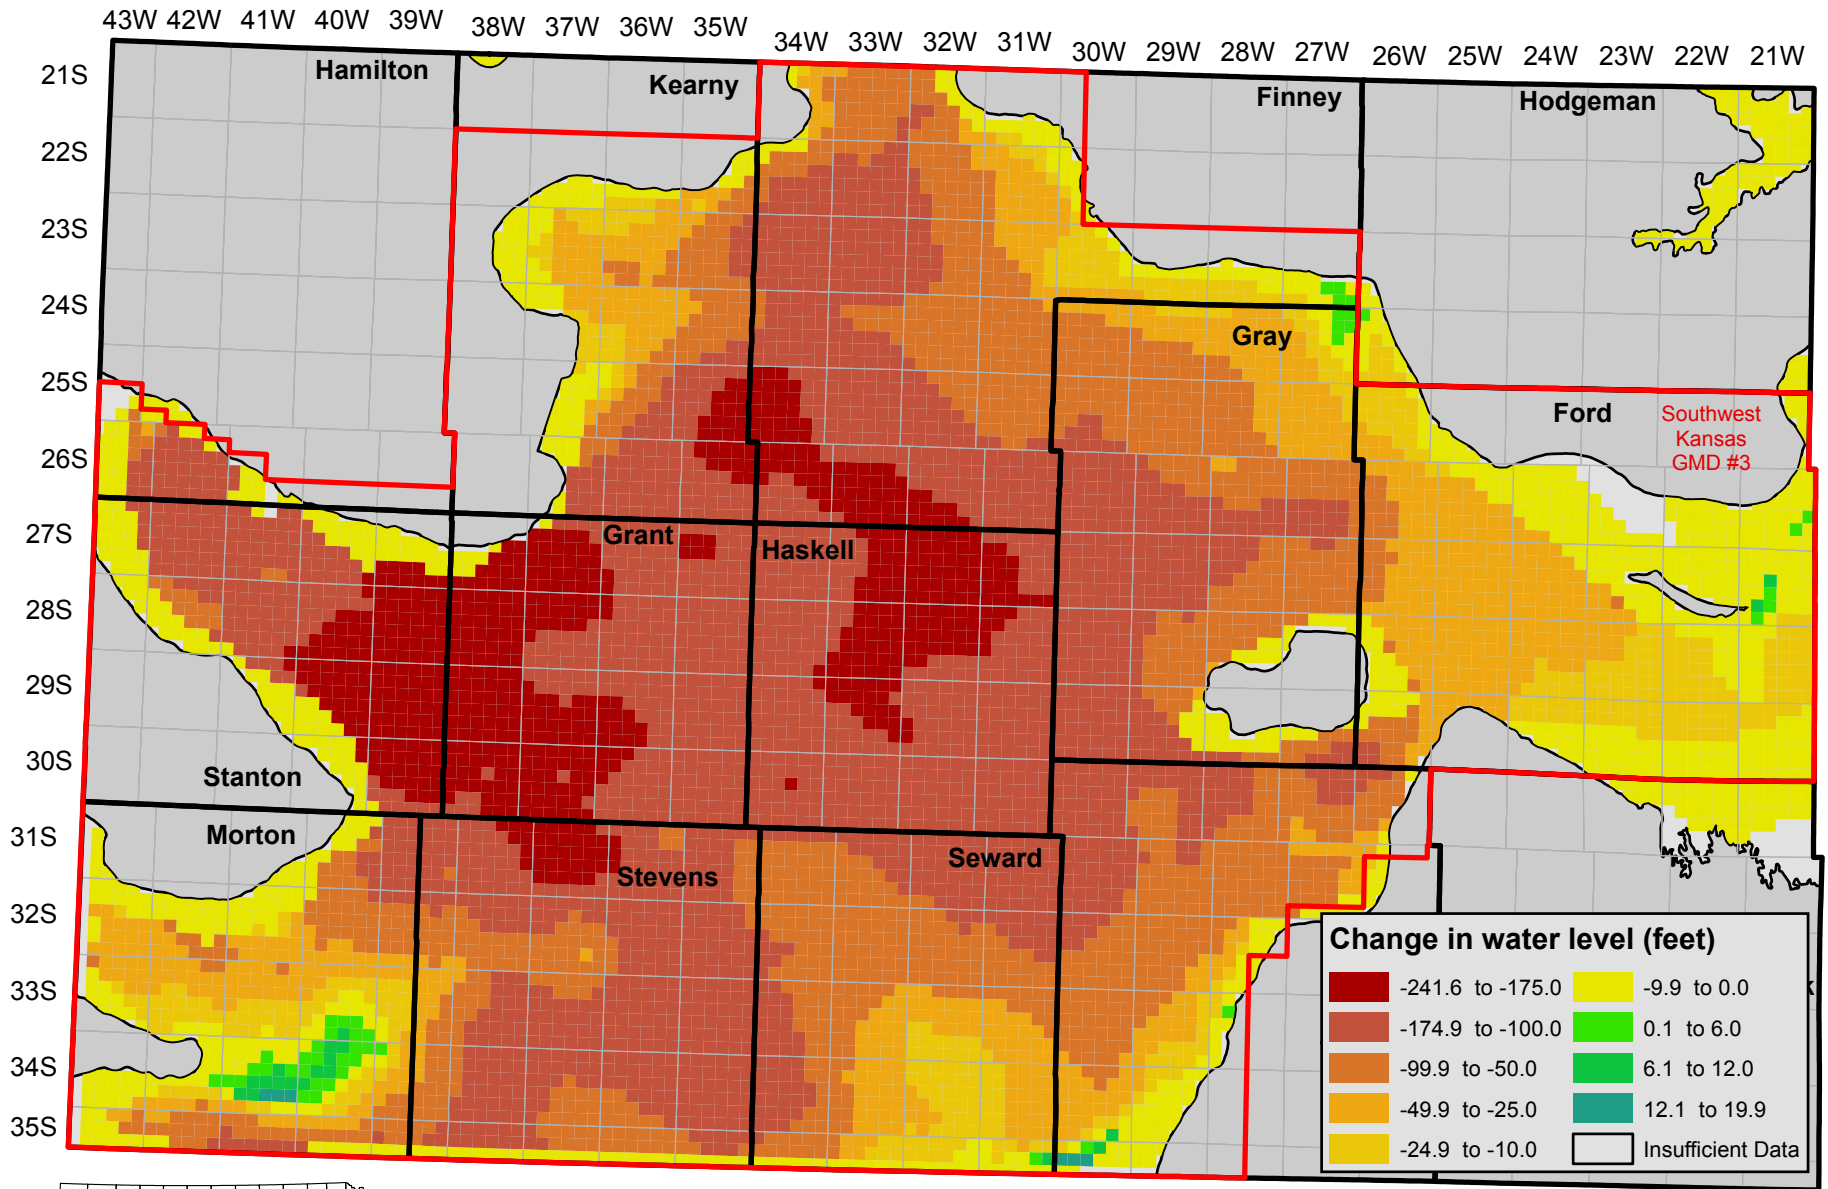 43W 42W 41W 40W 39W 38W 37W 36W 35W 34W 33W 32W 31W 30W 29W 28W 27W 26W 25W 24W 23W 22W 21W
21S
22S
23S
24S
25S
26S
27S
28S
29S
30S
31S
32S
33S
34S
35S
Hamilton
Kearny
Finney
Hodgeman
Gray
Ford
Southwest
Kansas
GMD #3
Grant
Haskell
Stanton
Morton
Stevens
Seward
Change in water level (feet)
-241.6 to -175.0
-174.9 to -100.0
-99.9 to -50.0
-49.9 to -25.0
-24.9 to -10.0
-9.9 to 0.0
0.1 to 6.0
6.1 to 12.0
12.1 to 19.9
Insufficient Data